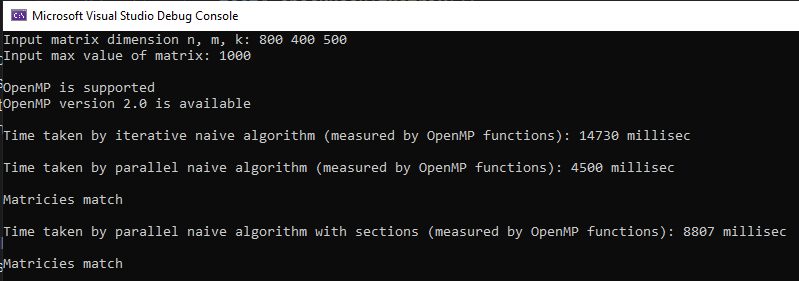 Microsoft Visual Studio Debug Console
Input matrix dimension n, m, k: 800 400 500
Input max value of matrix: 1000
OpenMP is supported
OpenMP version 2.0 is available
Time taken by iterative naive algorithm (measured by OpenMP functions): 14730 millisec
Time taken by parallel naive algorithm (measured by OpenMP functions): 4500 millisec
Matricies match
Time taken by parallel naive algorithm with sections (measured by OpenMP functions): 8807 millisec
Matricies match